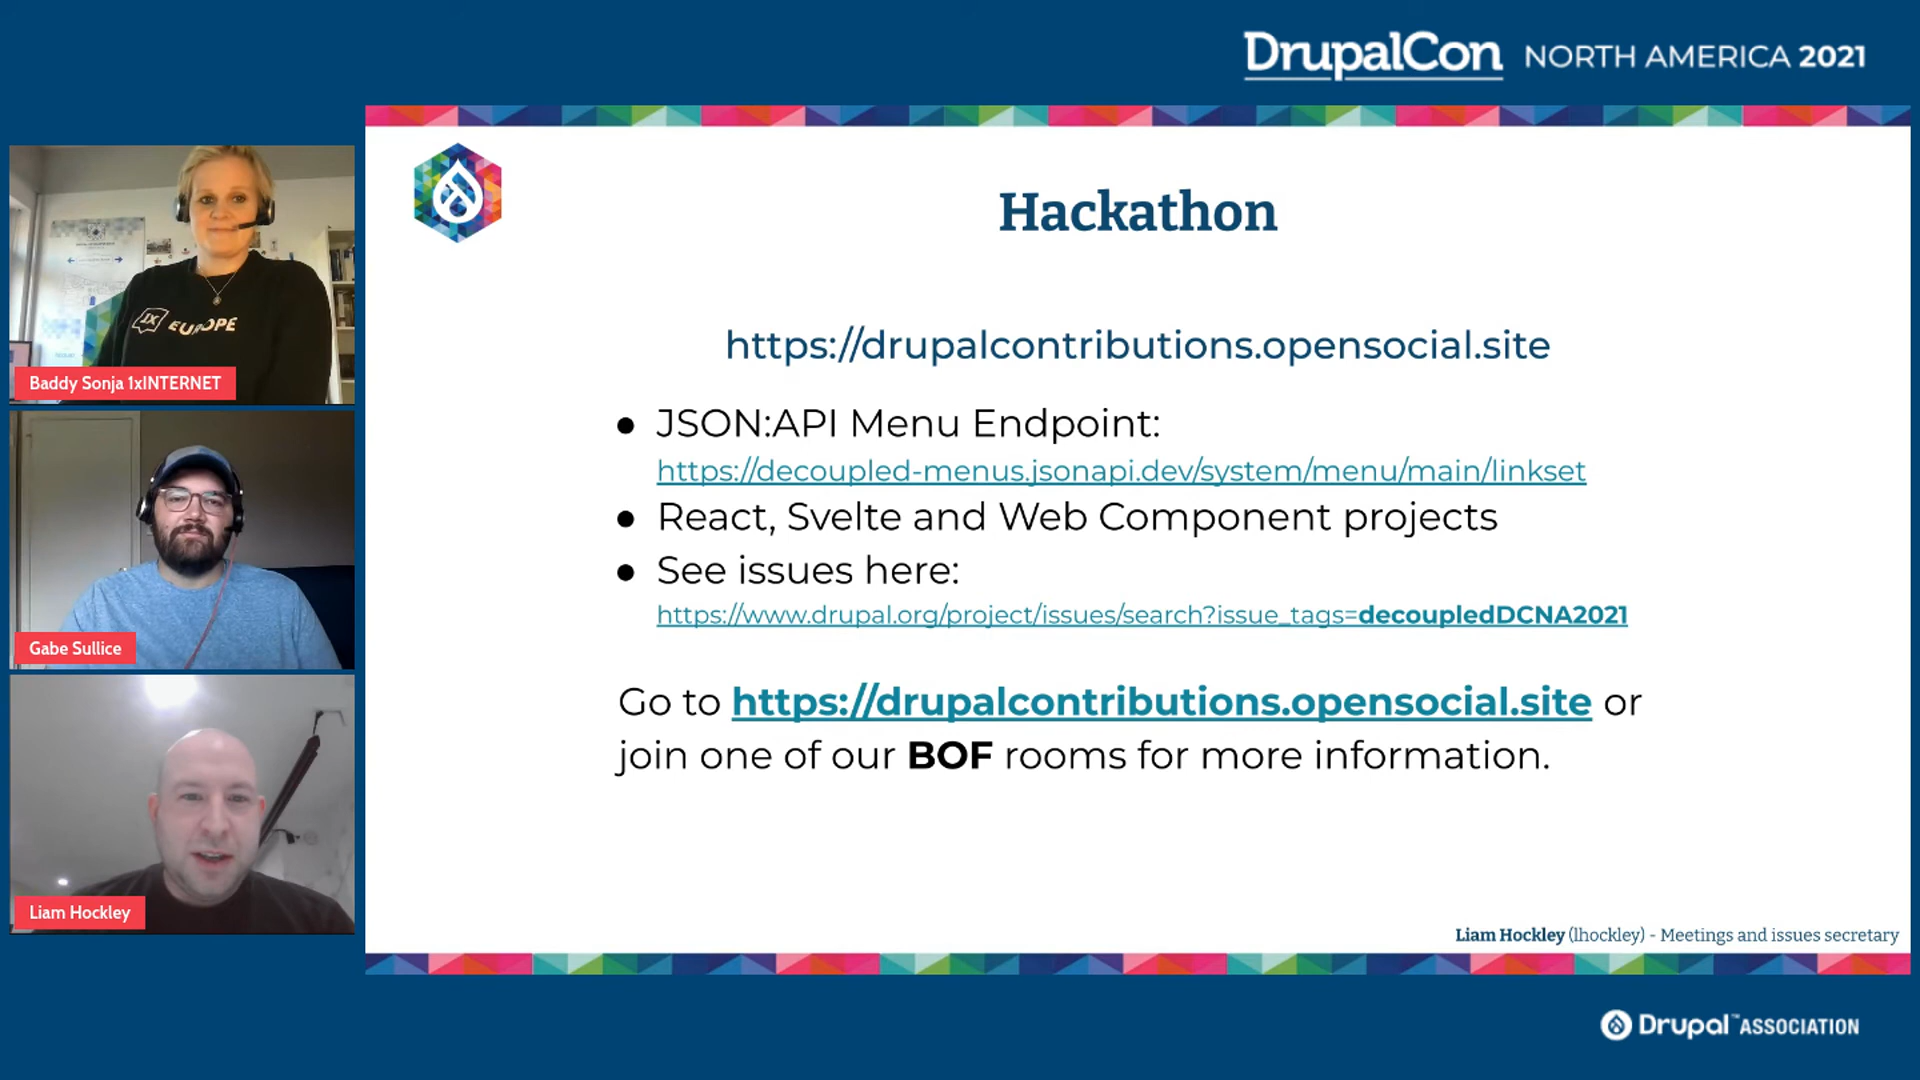 DrupalCon NORTH AMERICA 2021
1X EUROPE
Baddy Sonja 1xINTERNET
Gabe Sullice
Liam Hockley
Hackathon
https://drupalcontributions.opensocial.site
● JSON:API Menu Endpoint:
https://decoupled-menus.jsonapi.dev/system/menu/main/linkset
● React, Svelte and Web Component projects
● See issues here:
https://www.drupal.org/project/issues/search?issue_tags=decoupledDCNA2021
Go to https://drupalcontributions.opensocial.site or
join one of our BOF rooms for more information.
Liam Hockley (lhockley) - Meetings and issues secretary
Drupal™ ASSOCIATION